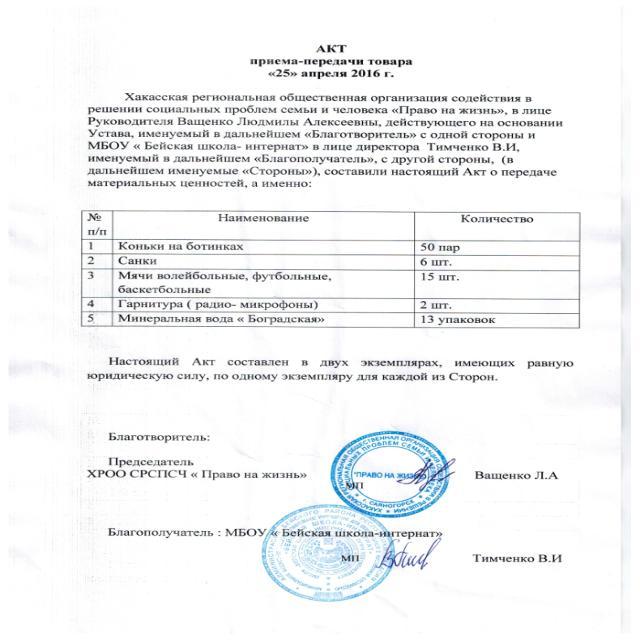 АКТ
приема-передачи товара
«25» апреля 2016 г.
Хакасская региональная общественная организация содействия в
решении социальных проблем семьи и человека «Право на жизнь», в лице
Руководителя Ващенко Людмилы Алексеевны, действующего на основании
Устава, именуемый в дальнейшем «Благотворитель» с одной стороны и
МБОУ « Бейская школа- интернат» в лице директора Тимченко В.И,
именуемый в дальнейшем «Благополучатель», с другой стороны, (в
дальнейшем именуемые «Стороны»), составили настоящий Акт о передаче
материальных ценностей, а именно:
№ п/п Наименование Количество
1 Коньки на ботинках 50 пар
2 Санки 6 шт.
3 Мячи волейбольные, футбольные, баскетбольные 15 шт.
4 Гарнитура ( радио- микрофоны) 2 шт.
5 Минеральная вода « Боградская» 13 упаковок
Настоящий Акт составлен в двух экземплярах, имеющих равную
юридическую силу, по одному экземпляру для каждой из Сторон.
Благотворитель:
Председатель
ХРОО СРСПСЧ « Право на жизнь»
"ПРАВО НА ЖИЗНЬ"
г. САЯНОГОРСК
МП
Ващенко Л.А
Благополучатель : МБОУ « Бейская школа-интернат»
МП
Тимченко В.И